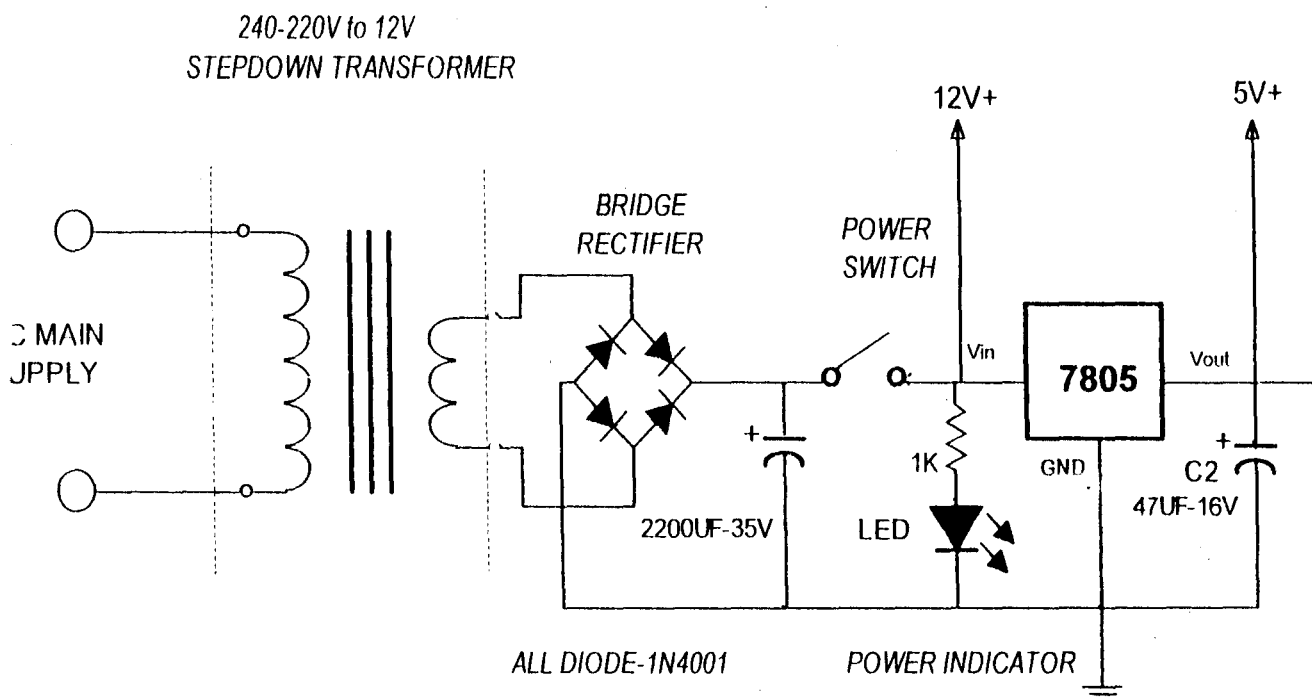 240-220V to 12V
STEPDOWN TRANSFORMER
12V+
5V+
BRIDGE
RECTIFIER
POWER
SWITCH
C MAIN
UPPLY
Vin
7805
Vout
+
1K
GND
+
C2
2200UF-35V
LED
47UF-16V
ALL DIODE-1N4001
POWER INDICATOR